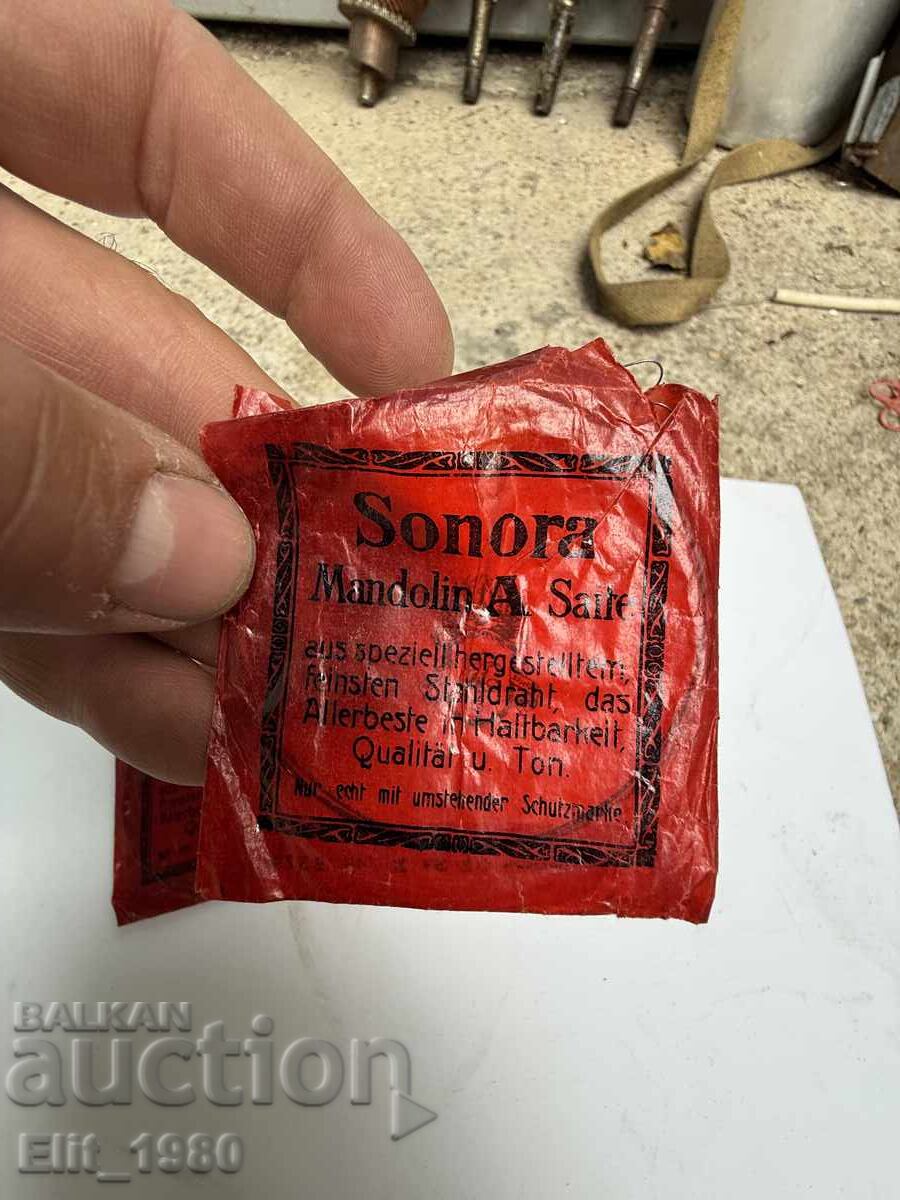 Sonora
Mandolin A. Saite
aus speziell hergestelltem,
feinsten Stahldraht, das
Allerbeste in Haltbarkeit,
Qualität u. Ton.
Nur echt mit umstehender Schutzmarke
BALKAN
auction
Elit_1980